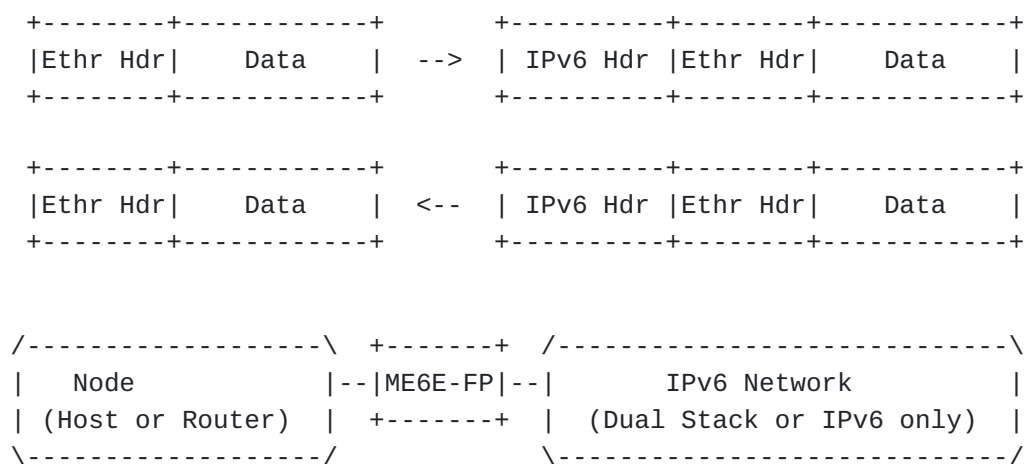 +--------+------------+       +----------+--------+------------+
|Ethr Hdr|    Data    |  -->  | IPv6 Hdr |Ethr Hdr|    Data    |
+--------+------------+       +----------+--------+------------+
+--------+------------+       +----------+--------+------------+
|Ethr Hdr|    Data    |  <--  | IPv6 Hdr |Ethr Hdr|    Data    |
+--------+------------+       +----------+--------+------------+
/-------------------\  +-------+  /-----------------------------\
|   Node            |--|ME6E-FP|--|       IPv6 Network          |
| (Host or Router)  |  +-------+  |  (Dual Stack or IPv6 only)  |
\-------------------/             \-----------------------------/